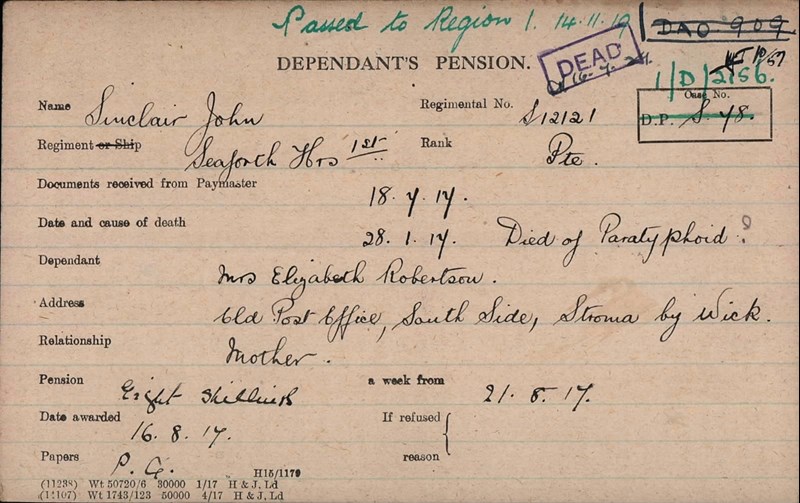 Passed to Region 1. 14.11.19 DAO 909
DEPENDANT'S PENSION. DEAD
1/D/2156.
Case No.
D.P. S. 48.
Name Sinclair John Regimental No. S12121
Regiment or Ship Seaforth Hrs 1st Rank Pte.
Documents received from Paymaster 18.7.17.
Date and cause of death 28.1.17. Died of Paratyphoid ?
Dependant Mrs Elizabeth Robertson.
Address Old Post Office, South Side, Stroma by Wick.
Relationship Mother.
Pension Eight shillings a week from 21.8.17.
Date awarded 16.8.17. If refused
reason
Papers P.G. H15/1179
(11238) Wt 50720/6 30000 1/17 H & J, Ld
(14107) Wt 1743/123 50000 4/17 H & J, Ld